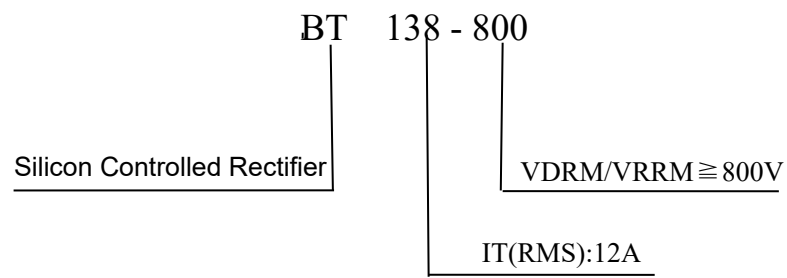 BT 138 - 800
Silicon Controlled Rectifier
VDRM/VRRM≧800V
IT(RMS):12A